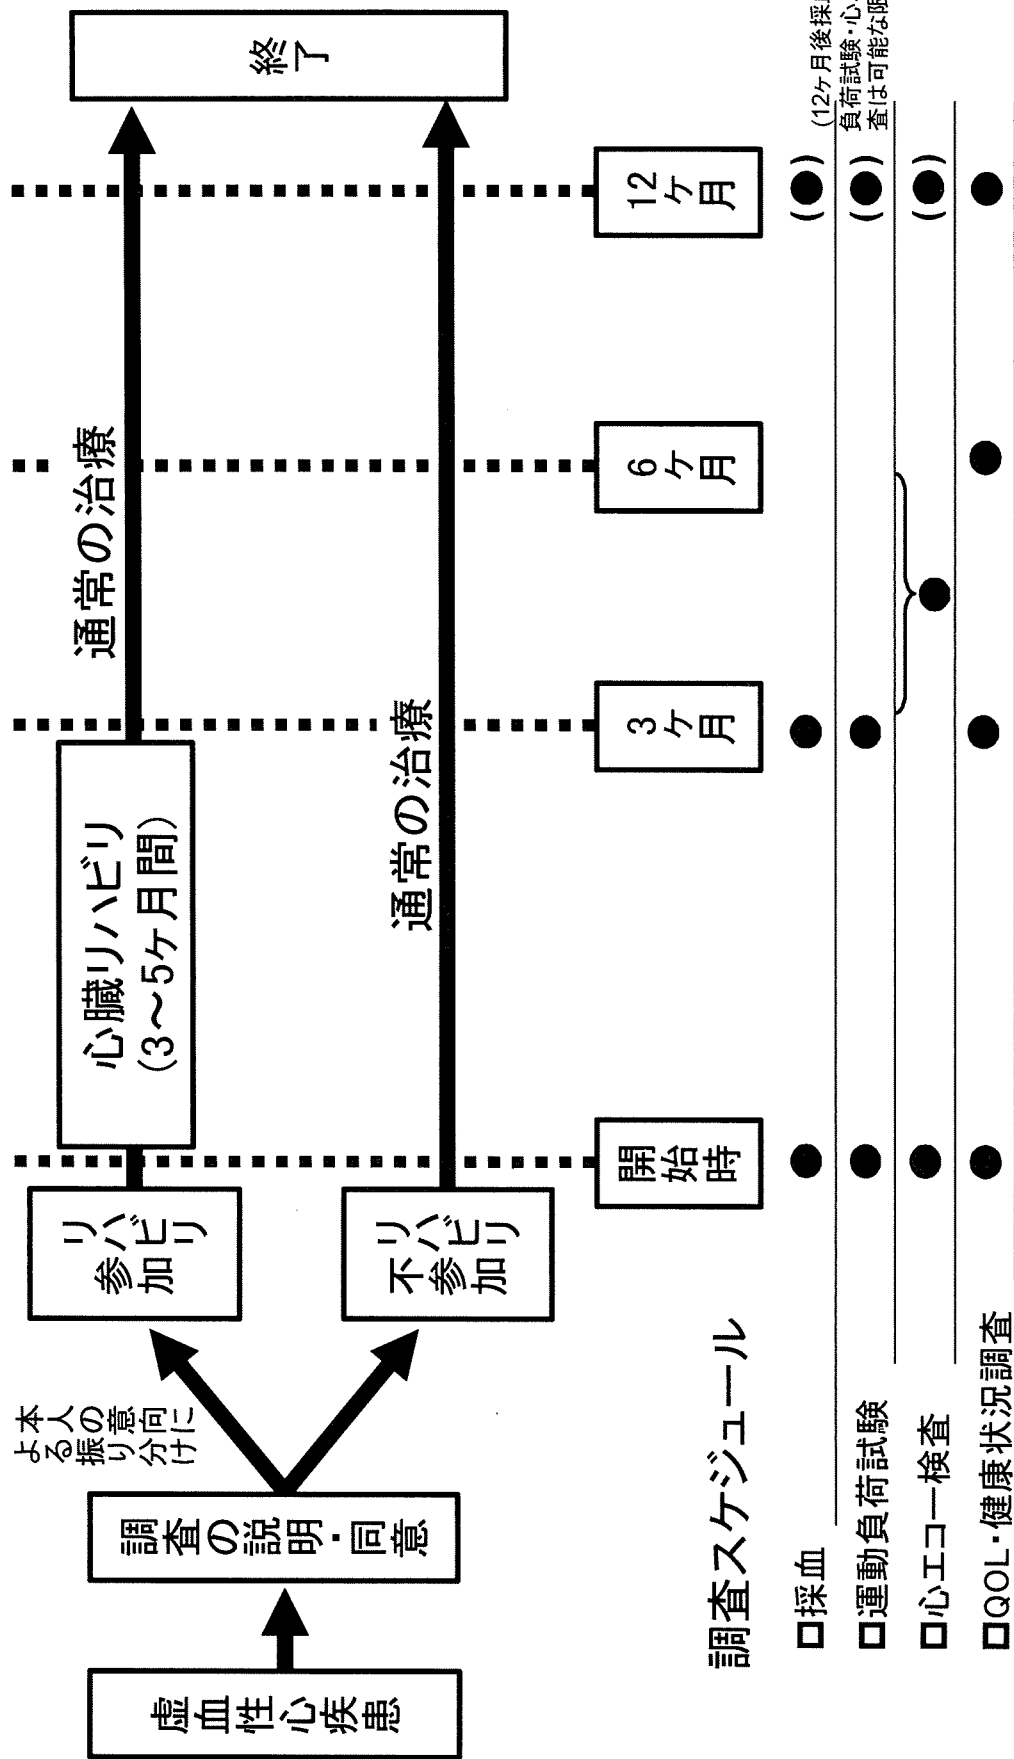 虚血性心疾患
調査の説明・同意
本人の意向に
よる振り分け
リハビリ
参加
リハビリ
不参加
心臓リハビリ
(3～5ヶ月間)
通常の治療
通常の治療
終了
開始時
3ヶ月
6ヶ月
12ヶ月
調査スケジュール
□採血
(●)
(12ヶ月後採
負荷試験・心
査は可能な限
□運動負荷試験
(●)
□心エコー検査
(●)
□QOL・健康状況調査